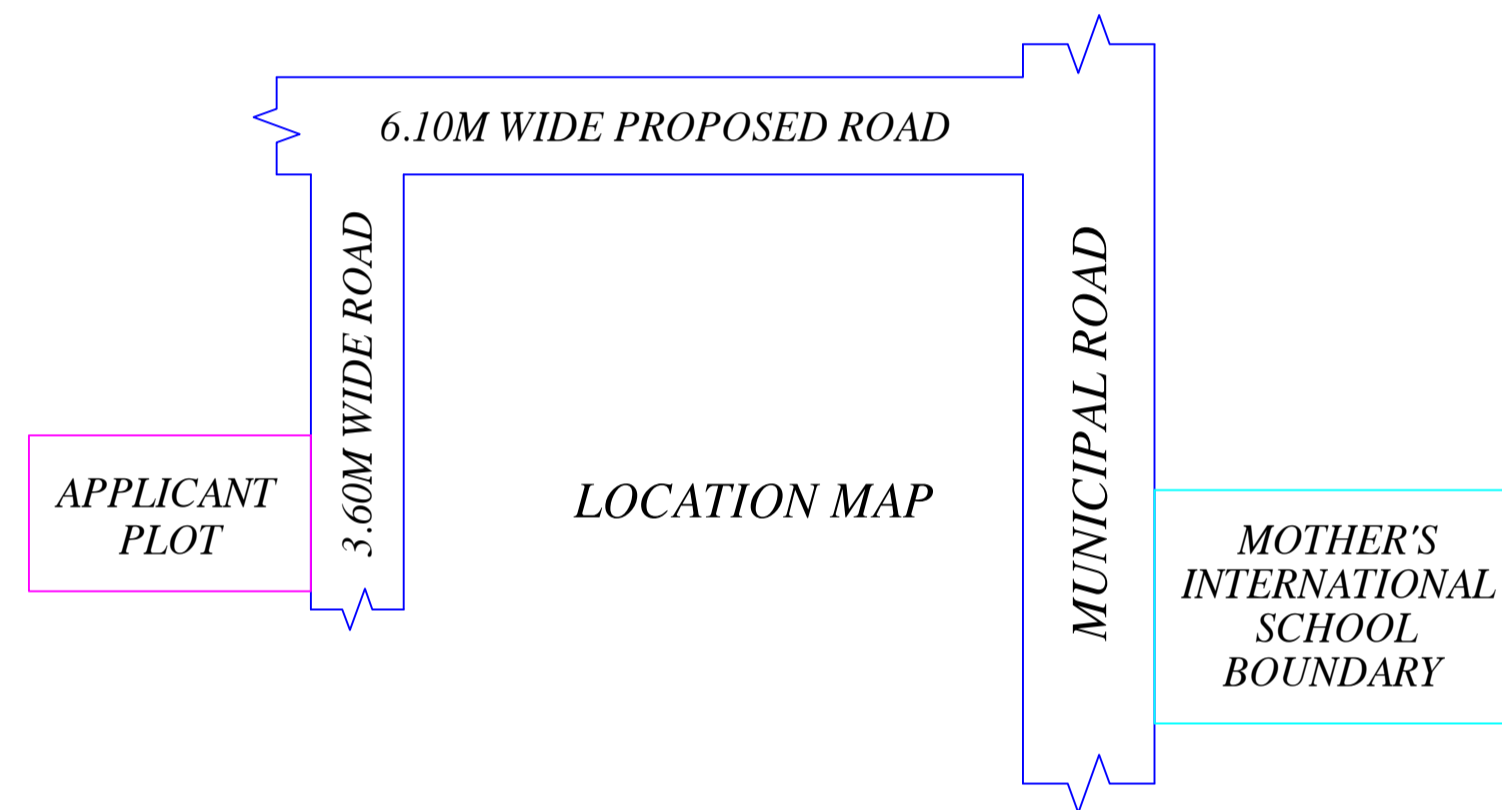 6.10M WIDE PROPOSED ROAD
3.60M WIDE ROAD
MUNICIPAL ROAD
APPLICANT
PLOT
LOCATION MAP
MOTHER'S
INTERNATIONAL
SCHOOL
BOUNDARY